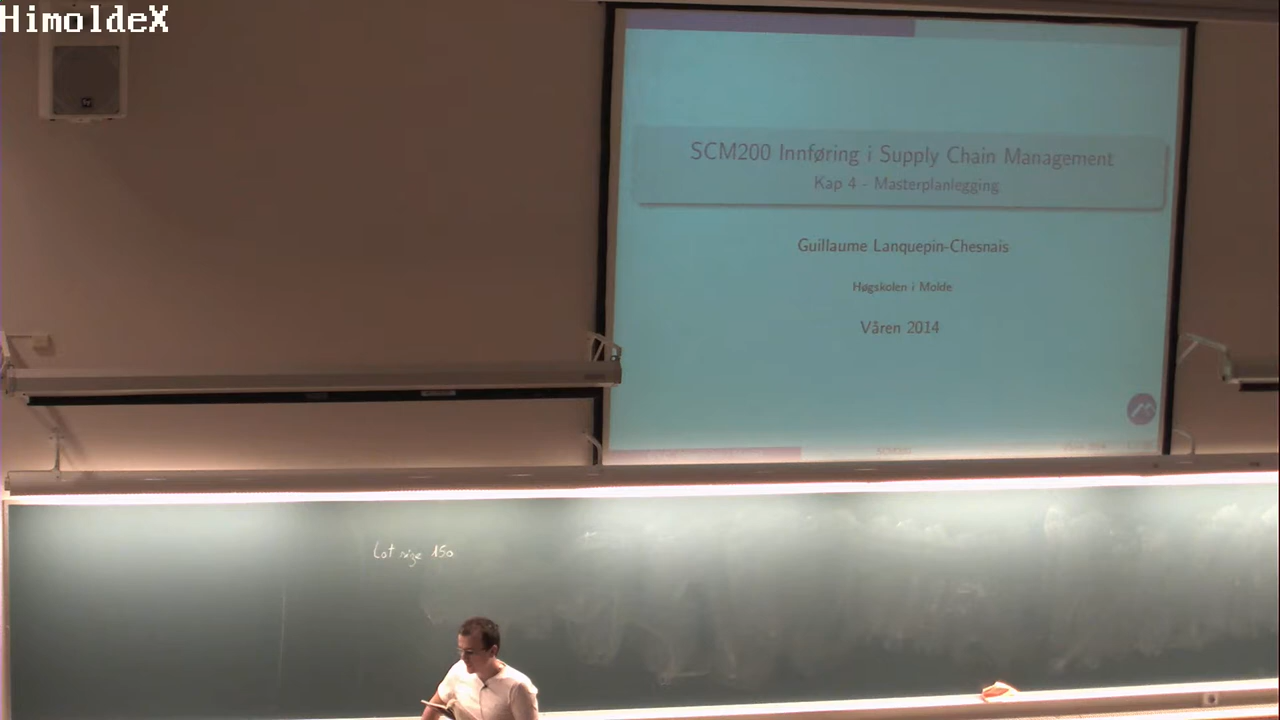 HimoldeX
SCM200 Innføring i Supply Chain Management
Kap 4 - Masterplanlegging
Guillaume Lanquepin-Chesnais
Høgskolen i Molde
Våren 2014
Lot size 150